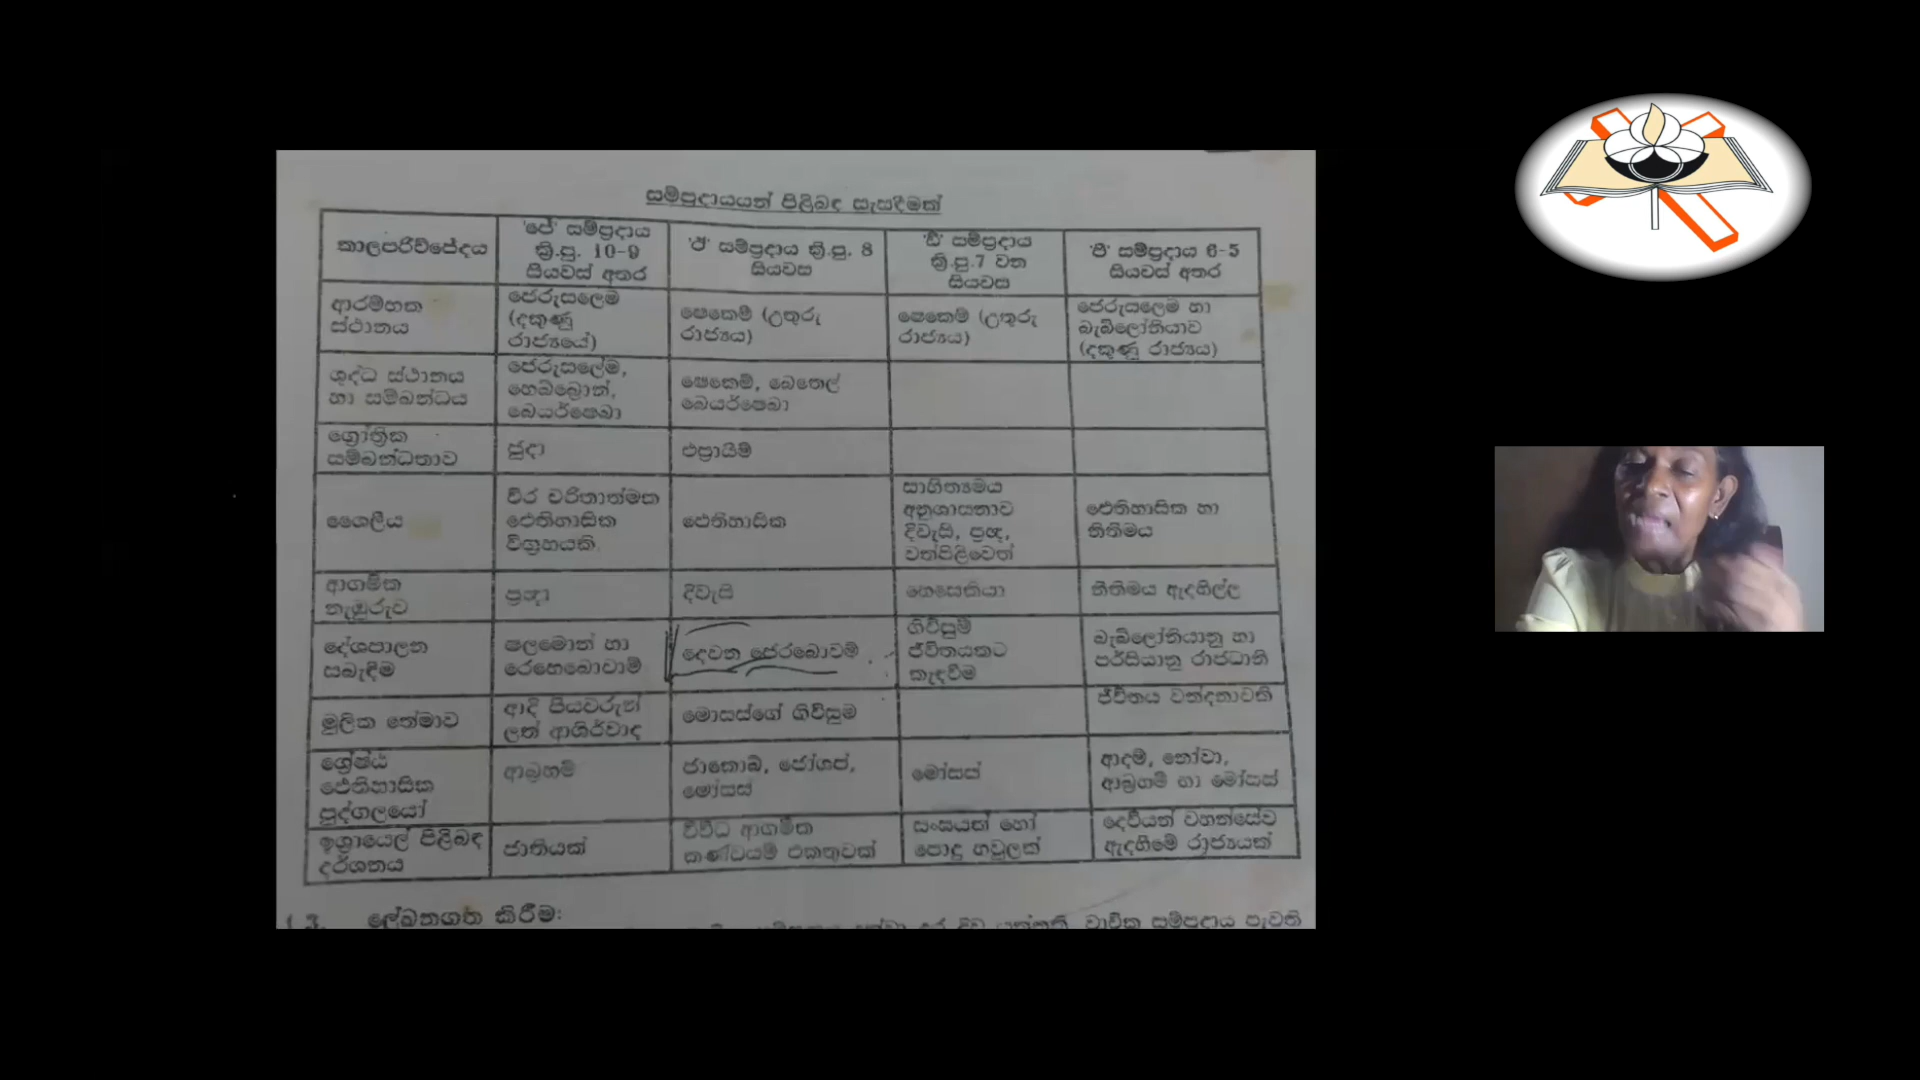 සම්ප්‍රදායයන් පිළිබඳ සැසඳීමක්
කාලපරිච්ඡේදය
'ජේ' සම්ප්‍රදාය
ක්‍රි.පූ. 10-9
සියවස් අතර
'ඊ' සම්ප්‍රදාය ක්‍රි.පූ. 8
සියවස
'ඩී' සම්ප්‍රදාය
ක්‍රි.පූ.7 වන
සියවස
'පී' සම්ප්‍රදාය 6-5
සියවස් අතර
ආරම්භක
ස්ථානය
ජෙරුසලෙම
(දකුණු
රාජ්‍යයේ)
ෂෙකෙම් (උතුරු
රාජ්‍යය)
ෂෙකෙම් (උතුරු
රාජ්‍යය)
ජෙරුසලෙම හා
බැබිලෝනියාව
(දකුණු රාජ්‍යය)
ශුද්ධ ස්ථානය
හා සම්බන්ධය
ජෙරුසලේම,
හෙබ්බ්‍රොන්,
බෙයර්ෂෙබා
ෂෙකෙම්, බෙතෙල්
බෙයර්ෂෙබා
ග්‍රෝත්‍රික
සම්බන්ධතාව
ජුදා
එප්‍රායීම්
ශෛලීය
වීර චරිතාත්මක
ඓතිහාසික
විග්‍රහයකි
ඓතිහාසික
සාහිත්‍යමය
අනුශාසනාව
දිවැසි, ප්‍රඥ,
වත්පිළිවෙත්
ඓතිහාසික හා
නීතිමය
ආගමික
නැඹුරුව
ප්‍රඥා
දිවැසි
හෙසෙකියා
නීතිමය ඇදහිල්ල
දේශපාලන
සබැඳීම
සලමොන් හා
රෙහෙබොවාම්
දෙවන ජෙරබොවම්
ගිවිසුම්
ජීවිතයකට
කැඳවීම
බැබිලෝනියානු හා
පර්සියානු රාජධානි
මූලික තේමාව
ආදි පියවරුන්
ලත් ආශිර්වාද
මොසස්ගේ ගිවිසුම
ජීවිතය වන්දනාවකි
ශ්‍රේෂ්ඨ
ඓතිහාසික
පුද්ගලයෝ
ආබ්‍රහම්
ජාකොබ්, ජෝශප්,
මෝසස්
මෝසස්
ආදම්, නෝවා,
ආබ්‍රහම් හා මෝසස්
ඉශ්‍රායෙල් පිළිබඳ
දර්ශනය
ජාතියක්
විවිධ ආගමික
කණ්ඩායම් එකතුවක්
සංඝයක් හෝ
පොදු පවුලක්
දෙවියන් වහන්සේව
ඇදහීමේ රාජ්‍යයක්
ලේඛනගත කිරීම:
වාචික සම්ප්‍රදාය පැවති